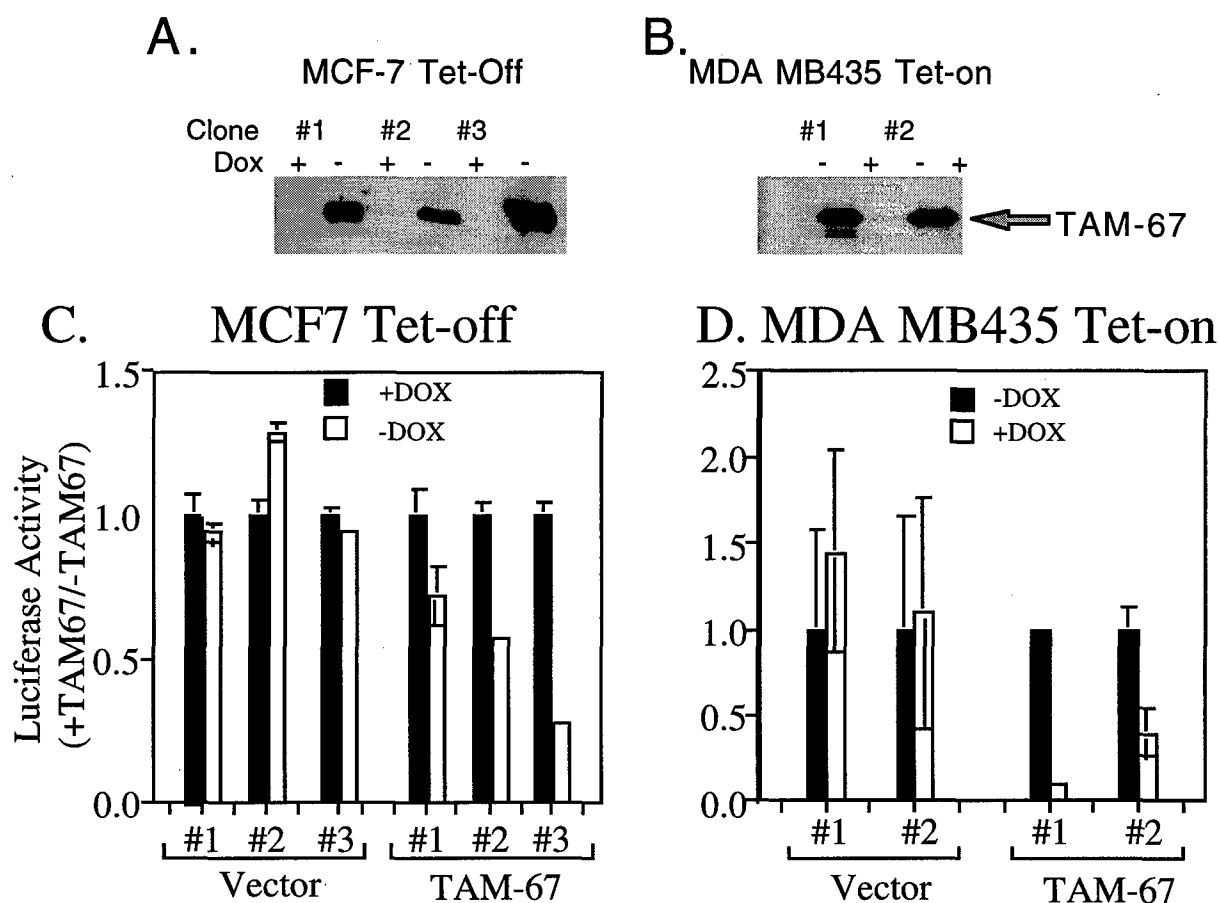 A.
MCF-7 Tet-Off
Clone #1 #2 #3
Dox + - + - + -
B.
MDA MB435 Tet-on
#1 #2
- + - +
TAM-67
C. MCF7 Tet-off
Luciferase Activity
(+TAM67/-TAM67)
1.5
1.0
0.5
0.0
+DOX
-DOX
#1 #2 #3 #1 #2 #3
Vector TAM-67
D. MDA MB435 Tet-on
2.5
2.0
1.5
1.0
0.5
0.0
-DOX
+DOX
#1 #2 #1 #2
Vector TAM-67